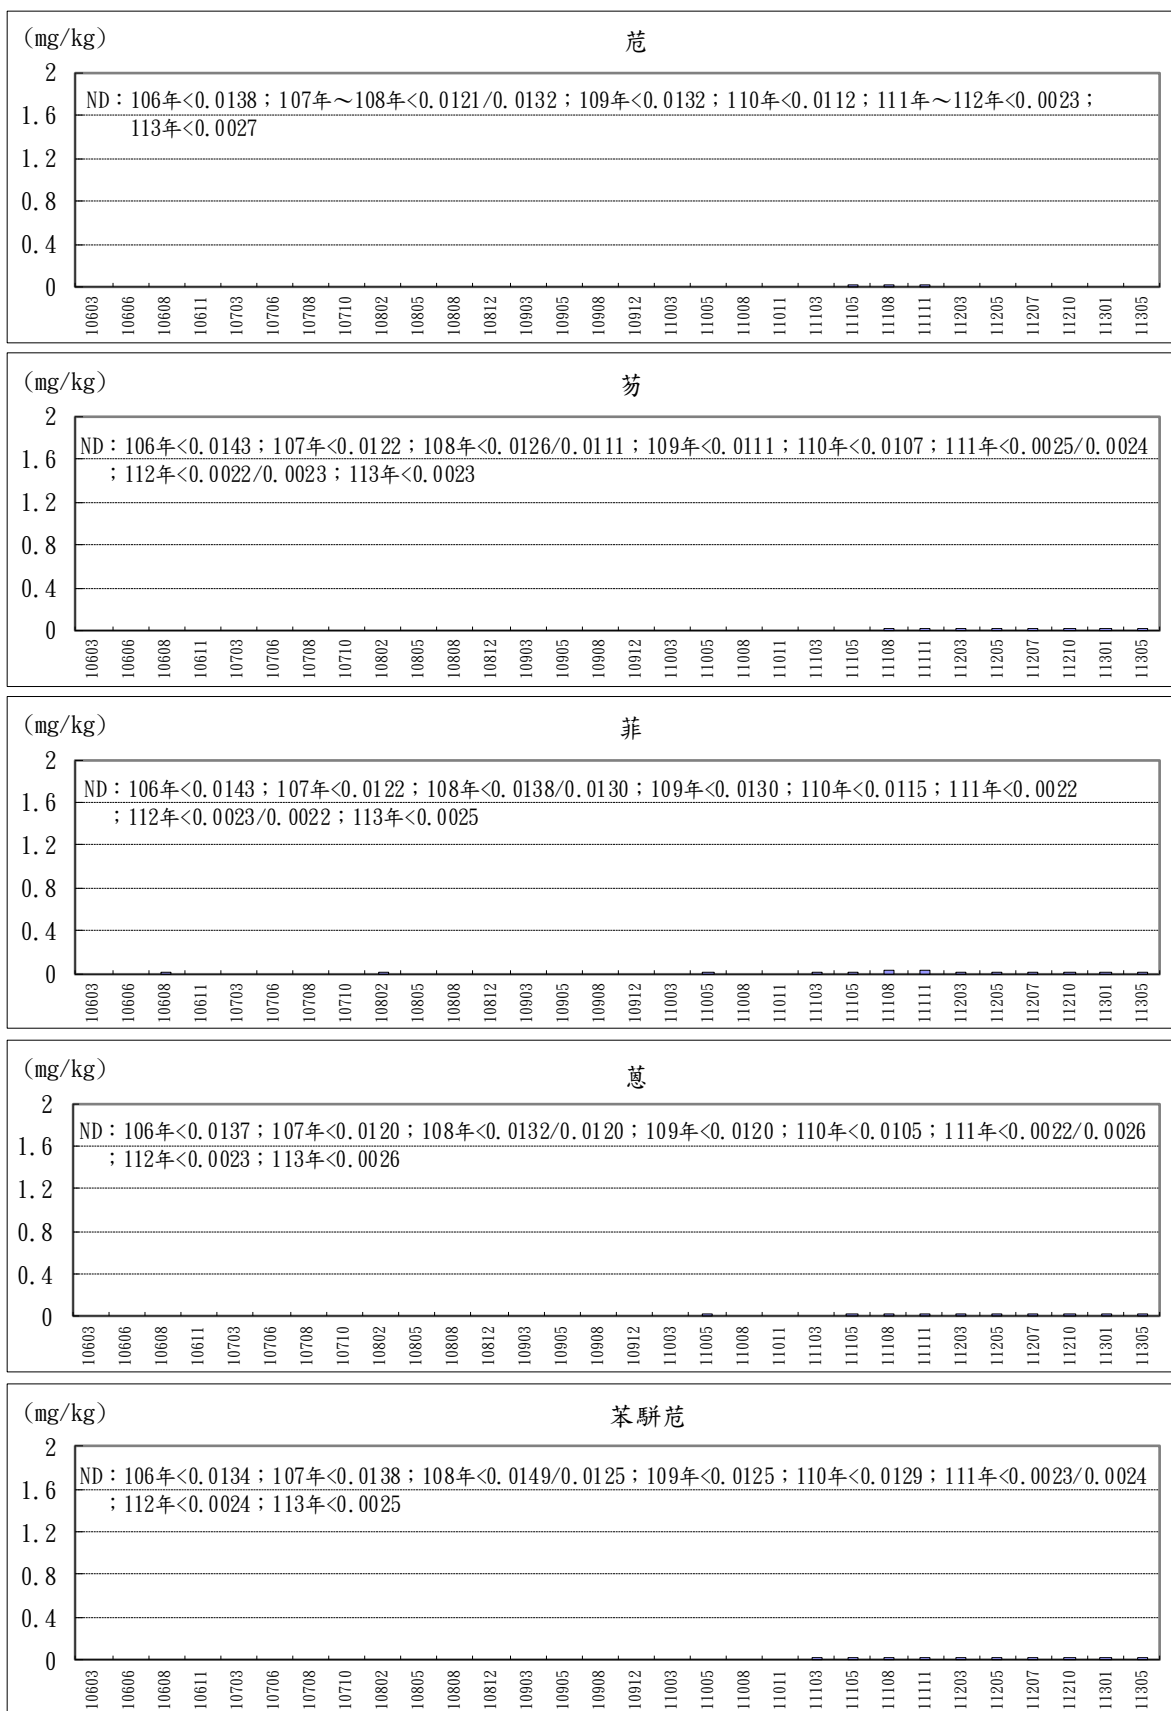 (mg/kg)
苊
2
ND：106年<0.0138；107年～108年<0.0121/0.0132；109年<0.0132；110年<0.0112；111年～112年<0.0023；
113年<0.0027
1.6
1.2
0.8
0.4
0
10603 10606 10608 10611 10703 10706 10708 10710 10802 10805 10808 10812 10903 10905 10908 10912 11003 11005 11008 11011 11103 11105 11108 11111 11203 11205 11207 11210 11301 11305
(mg/kg)
芴
2
ND：106年<0.0143；107年<0.0122；108年<0.0126/0.0111；109年<0.0111；110年<0.0107；111年<0.0025/0.0024
；112年<0.0022/0.0023；113年<0.0023
1.6
1.2
0.8
0.4
0
10603 10606 10608 10611 10703 10706 10708 10710 10802 10805 10808 10812 10903 10905 10908 10912 11003 11005 11008 11011 11103 11105 11108 11111 11203 11205 11207 11210 11301 11305
(mg/kg)
菲
2
ND：106年<0.0143；107年<0.0122；108年<0.0138/0.0130；109年<0.0130；110年<0.0115；111年<0.0022
；112年<0.0023/0.0022；113年<0.0025
1.6
1.2
0.8
0.4
0
10603 10606 10608 10611 10703 10706 10708 10710 10802 10805 10808 10812 10903 10905 10908 10912 11003 11005 11008 11011 11103 11105 11108 11111 11203 11205 11207 11210 11301 11305
(mg/kg)
蒽
2
ND：106年<0.0137；107年<0.0120；108年<0.0132/0.0120；109年<0.0120；110年<0.0105；111年<0.0022/0.0026
；112年<0.0023；113年<0.0026
1.6
1.2
0.8
0.4
0
10603 10606 10608 10611 10703 10706 10708 10710 10802 10805 10808 10812 10903 10905 10908 10912 11003 11005 11008 11011 11103 11105 11108 11111 11203 11205 11207 11210 11301 11305
(mg/kg)
苯駢苊
2
ND：106年<0.0134；107年<0.0138；108年<0.0149/0.0125；109年<0.0125；110年<0.0129；111年<0.0023/0.0024
；112年<0.0024；113年<0.0025
1.6
1.2
0.8
0.4
0
10603 10606 10608 10611 10703 10706 10708 10710 10802 10805 10808 10812 10903 10905 10908 10912 11003 11005 11008 11011 11103 11105 11108 11111 11203 11205 11207 11210 11301 11305